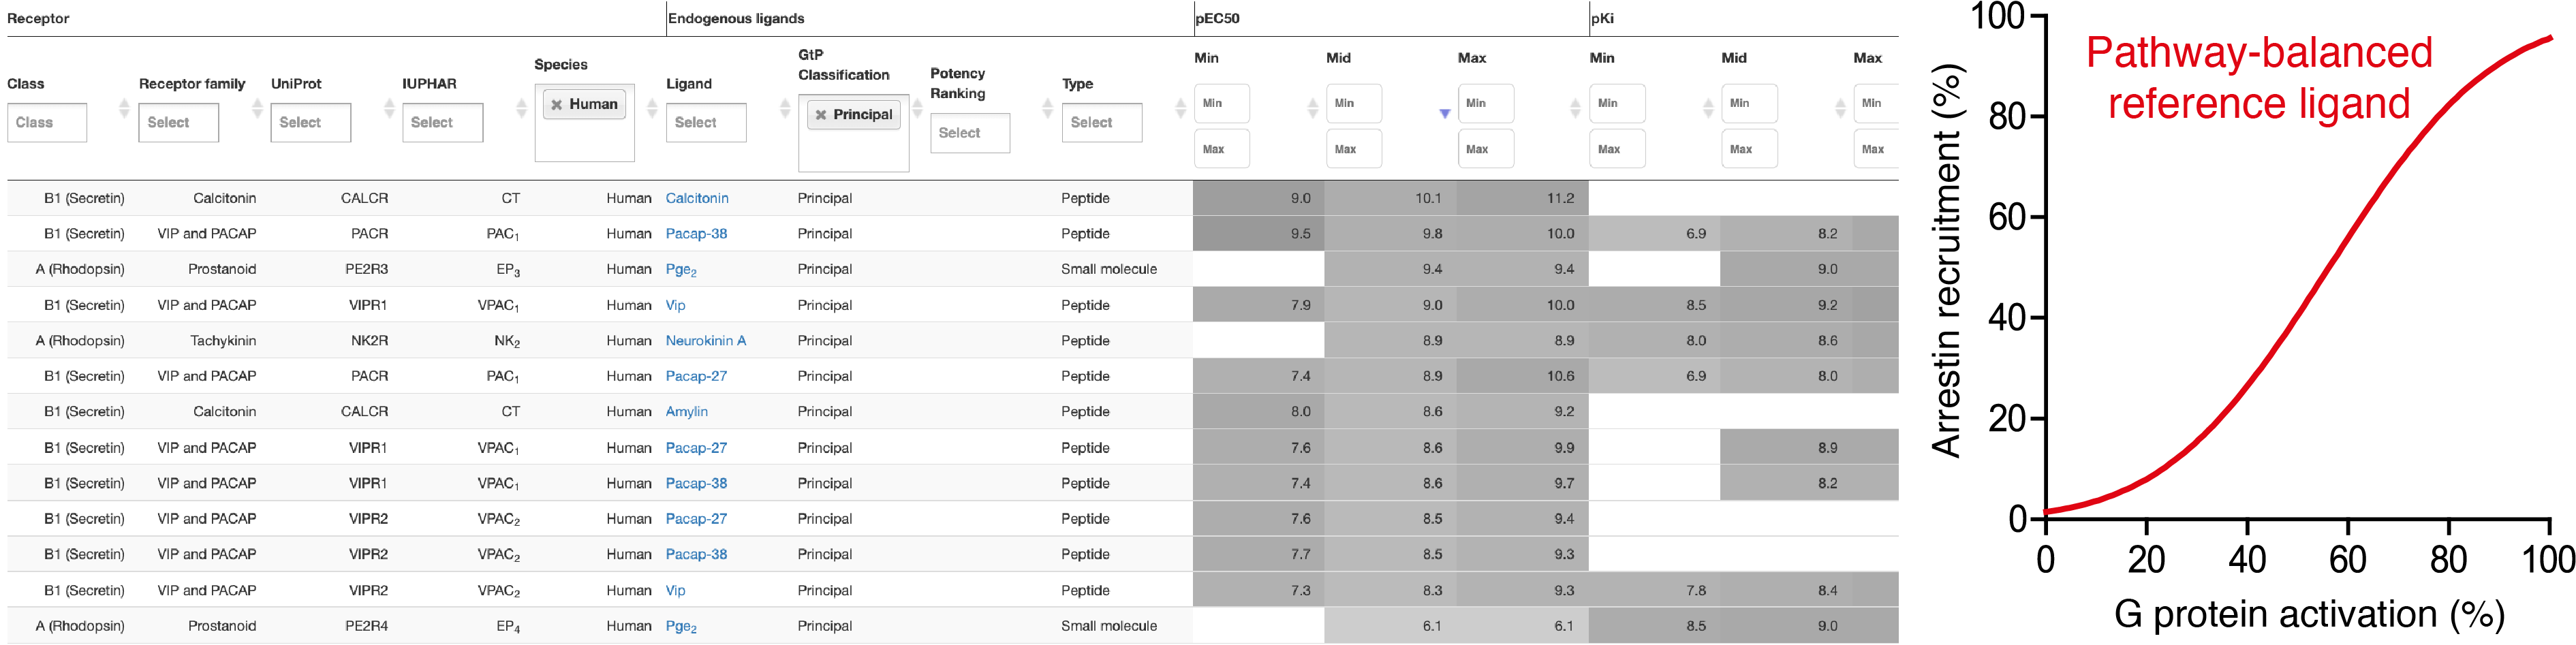 Receptor Endogenous ligands pEC50 pKi
Class Receptor family UniProt IUPHAR Species Ligand GtP Classification Potency Ranking Type Min Mid Max Min Mid Max
Class Select Select Select × Human Select × Principal Select Select Min Min Min Min Min Min
Max Max Max Max Max Max
B1 (Secretin) Calcitonin CALCR CT Human Calcitonin Principal Peptide 9.0 10.1 11.2
B1 (Secretin) VIP and PACAP PACR PAC1 Human Pacap-38 Principal Peptide 9.5 9.8 10.0 6.9 8.2
A (Rhodopsin) Prostanoid PE2R3 EP3 Human Pge2 Principal Small molecule 9.4 9.4 9.0
B1 (Secretin) VIP and PACAP VIPR1 VPAC1 Human Vip Principal Peptide 7.9 9.0 10.0 8.5 9.2
A (Rhodopsin) Tachykinin NK2R NK2 Human Neurokinin A Principal Peptide 8.9 8.9 8.0 8.6
B1 (Secretin) VIP and PACAP PACR PAC1 Human Pacap-27 Principal Peptide 7.4 8.9 10.6 6.9 8.0
B1 (Secretin) Calcitonin CALCR CT Human Amylin Principal Peptide 8.0 8.6 9.2
B1 (Secretin) VIP and PACAP VIPR1 VPAC1 Human Pacap-27 Principal Peptide 7.6 8.6 9.9 8.9
B1 (Secretin) VIP and PACAP VIPR1 VPAC1 Human Pacap-38 Principal Peptide 7.4 8.6 9.7 8.2
B1 (Secretin) VIP and PACAP VIPR2 VPAC2 Human Pacap-27 Principal Peptide 7.6 8.5 9.4
B1 (Secretin) VIP and PACAP VIPR2 VPAC2 Human Pacap-38 Principal Peptide 7.7 8.5 9.3
B1 (Secretin) VIP and PACAP VIPR2 VPAC2 Human Vip Principal Peptide 7.3 8.3 9.3 7.8 8.4
A (Rhodopsin) Prostanoid PE2R4 EP4 Human Pge2 Principal Small molecule 6.1 6.1 8.5 9.0
Pathway-balanced
reference ligand
Arrestin recruitment (%)
100
80
60
40
20
0
0 20 40 60 80 100
G protein activation (%)